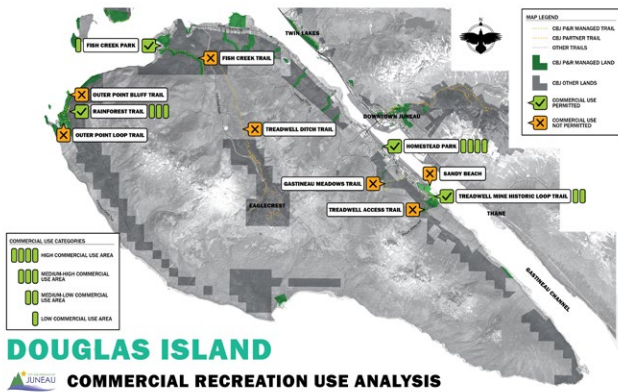 FISH CREEK PARK
FISH CREEK TRAIL
TWIN LAKES
N
MAP LEGEND
CBJ P&R MANAGED TRAIL
CBJ PARTNER TRAIL
OTHER TRAILS
CBJ P&R MANAGED LAND
CBJ OTHER LANDS
COMMERCIAL USE
PERMITTED
COMMERCIAL USE
NOT PERMITTED
OUTER POINT BLUFF TRAIL
RAINFOREST TRAIL
OUTER POINT LOOP TRAIL
TREADWELL DITCH TRAIL
DOWNTOWN JUNEAU
HOMESTEAD PARK
SANDY BEACH
GASTINEAU MEADOWS TRAIL
TREADWELL MINE HISTORIC LOOP TRAIL
EAGLECREST
TREADWELL ACCESS TRAIL
THANE
GASTINEAU CHANNEL
COMMERCIAL USE CATEGORIES
HIGH COMMERCIAL USE AREA
MEDIUM-HIGH COMMERCIAL
USE AREA
MEDIUM-LOW COMMERCIAL
USE AREA
LOW COMMERCIAL USE AREA
DOUGLAS ISLAND
JUNEAU
COMMERCIAL RECREATION USE ANALYSIS